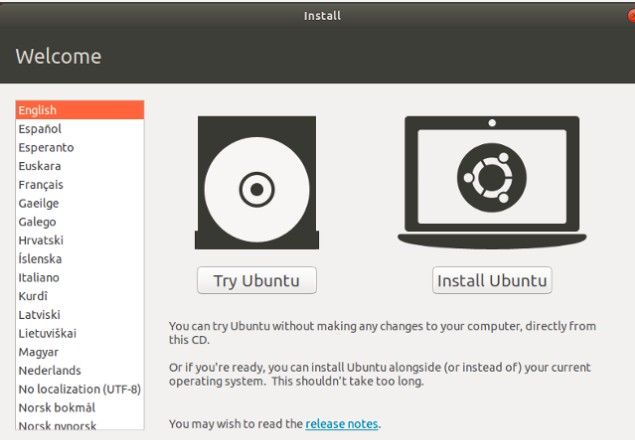 Install
Welcome
English
Español
Esperanto
Euskara
Français
Gaeilge
Galego
Hrvatski
Íslenska
Italiano
Kurdî
Latviski
Lietuviškai
Magyar
Nederlands
No localization (UTF-8)
Norsk bokmål
Norsk nynorsk
Try Ubuntu
Install Ubuntu
You can try Ubuntu without making any changes to your computer, directly from
this CD.
Or if you're ready, you can install Ubuntu alongside (or instead of) your current
operating system. This shouldn't take too long.
You may wish to read the release notes.